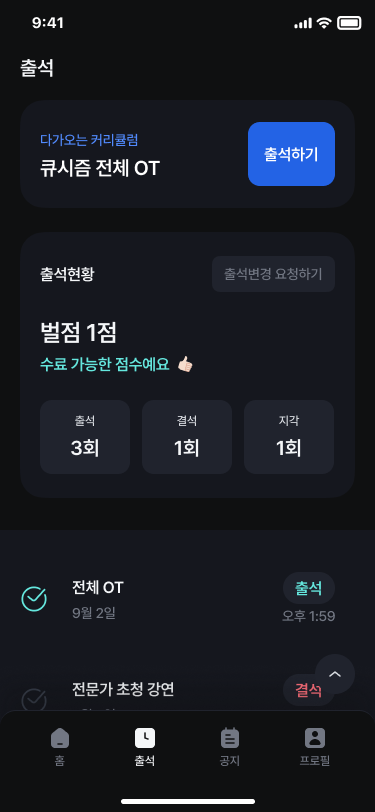 9:41
출석
다가오는 커리큘럼
큐시즘 전체 OT
출석하기
출석현황
출석변경 요청하기
벌점 1점
수료 가능한 점수예요 👍🏻
출석
3회
결석
1회
지각
1회
전체 OT
출석
9월 2일
오후 1:59
전문가 초청 강연
결석
홈
출석
공지
프로필